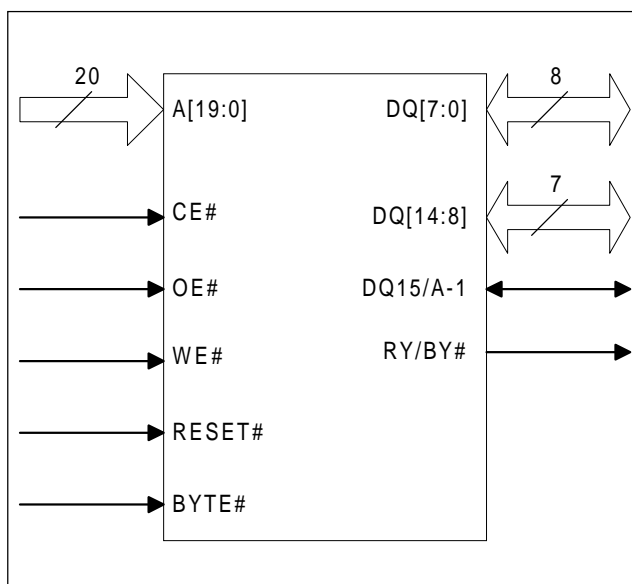 20
8
A[19:0]
DQ[7:0]
7
CE#
DQ[14:8]
OE#
DQ15/A-1
WE#
RY/BY#
RESET#
BYTE#